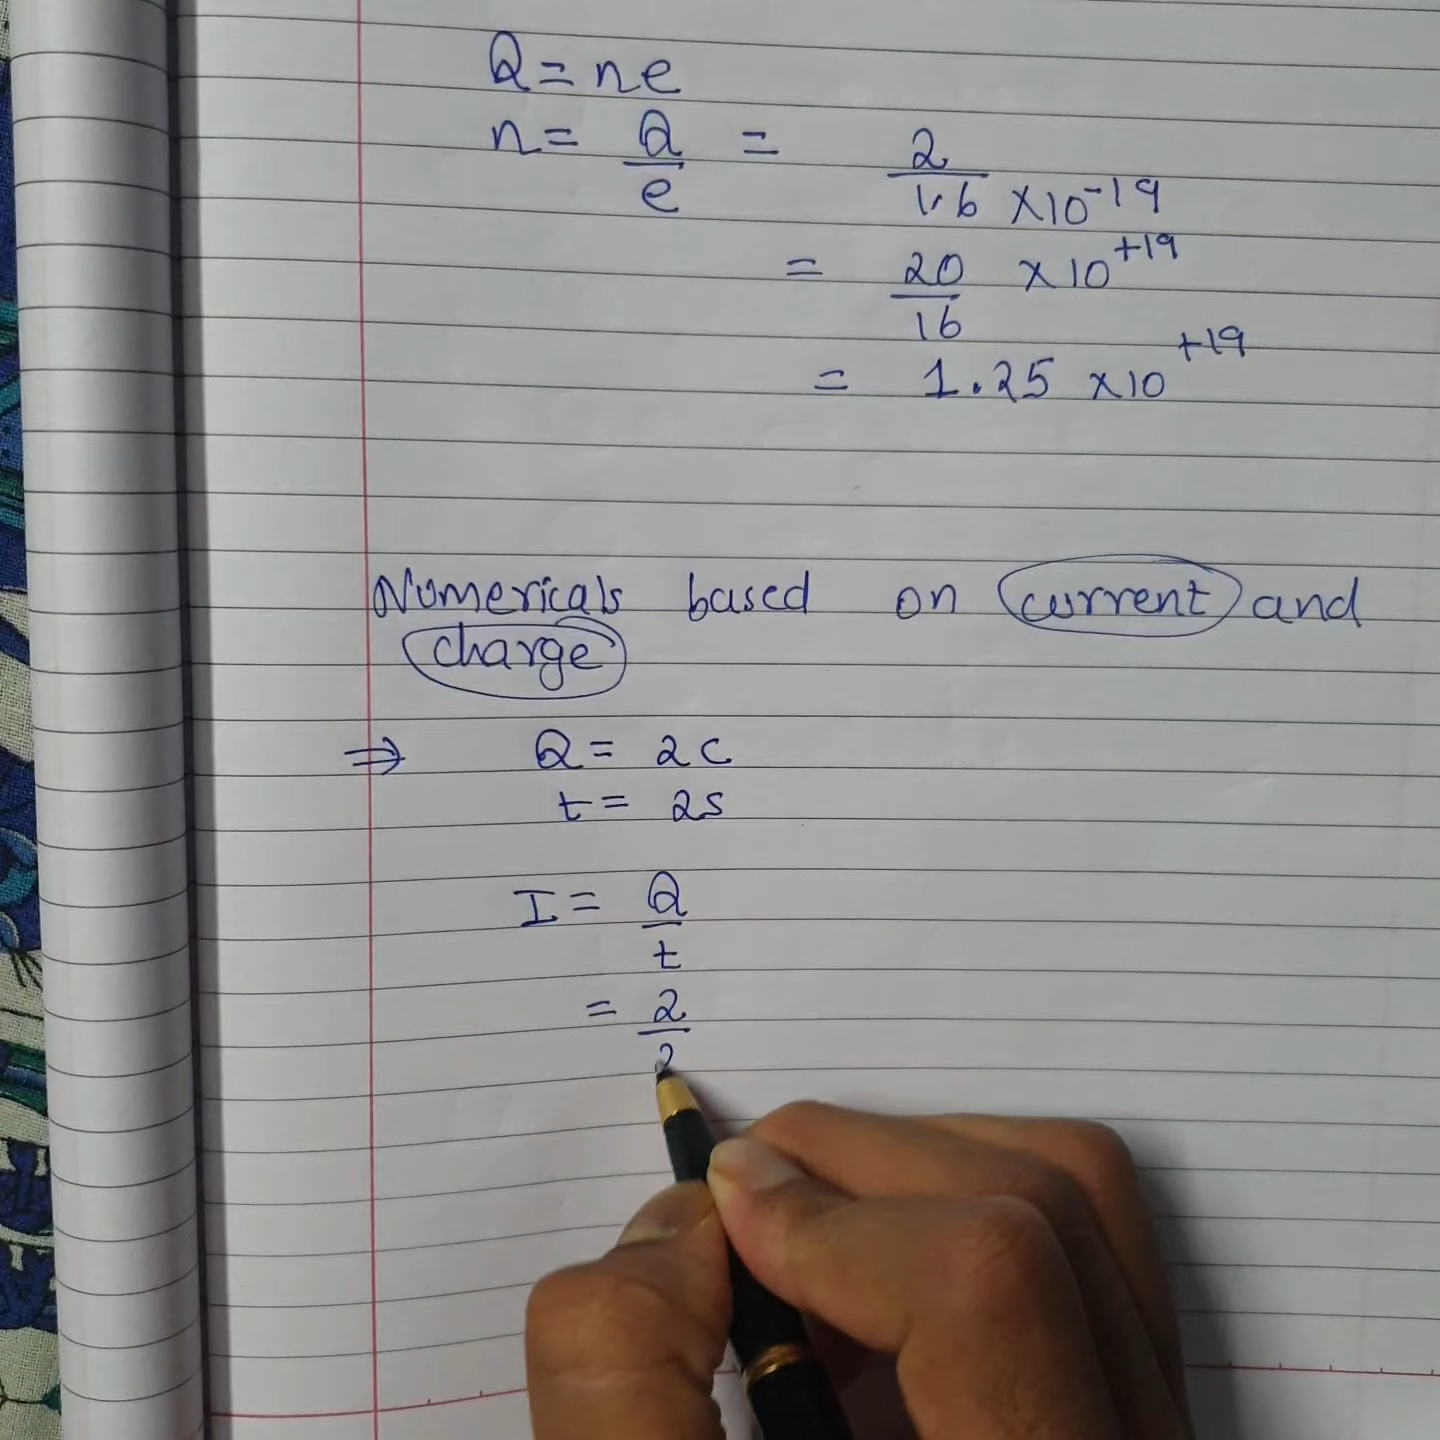 Q = ne
n = Q/e = 2/1.6 ×10^-19
= 20/16 ×10^+19
= 1.25 ×10^+19
Numericals based on current and
charge
⇒ Q = 2C
t = 2s
I = Q/t
= 2/2